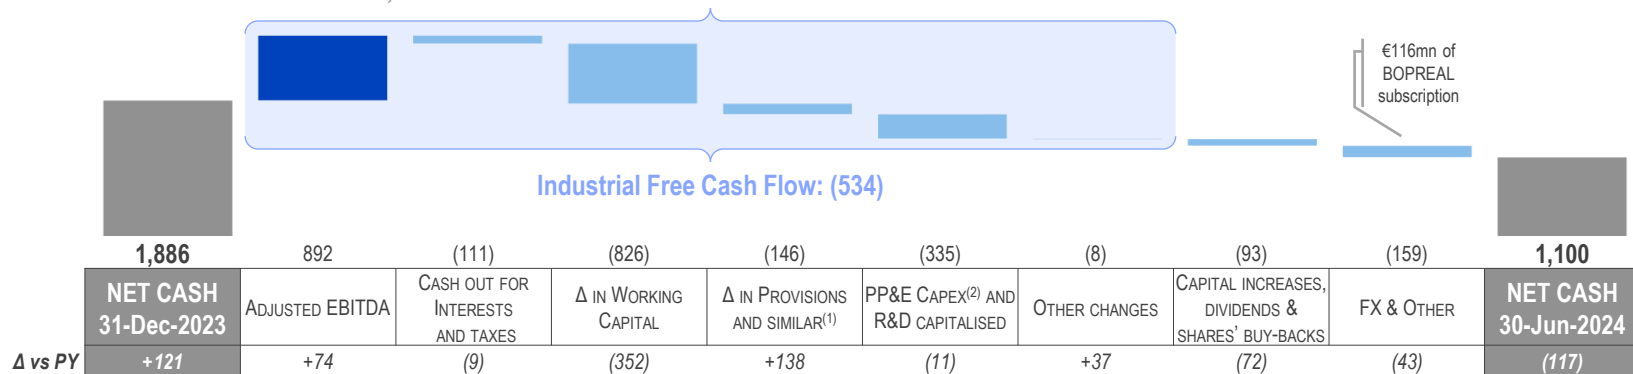 €116mn of
BOPREAL
subscription
Industrial Free Cash Flow: (534)
1,886 892 (111) (826) (146) (335) (8) (93) (159) 1,100
NET CASH
31-Dec-2023
ADJUSTED EBITDA
CASH OUT FOR
INTERESTS
AND TAXES
Δ IN WORKING
CAPITAL
Δ IN PROVISIONS
AND SIMILAR(1)
PP&E CAPEX(2) AND
R&D CAPITALISED
OTHER CHANGES
CAPITAL INCREASES,
DIVIDENDS &
SHARES' BUY-BACKS
FX & OTHER
NET CASH
30-Jun-2024
Δ vs PY +121 +74 (9) (352) +138 (11) +37 (72) (43) (117)